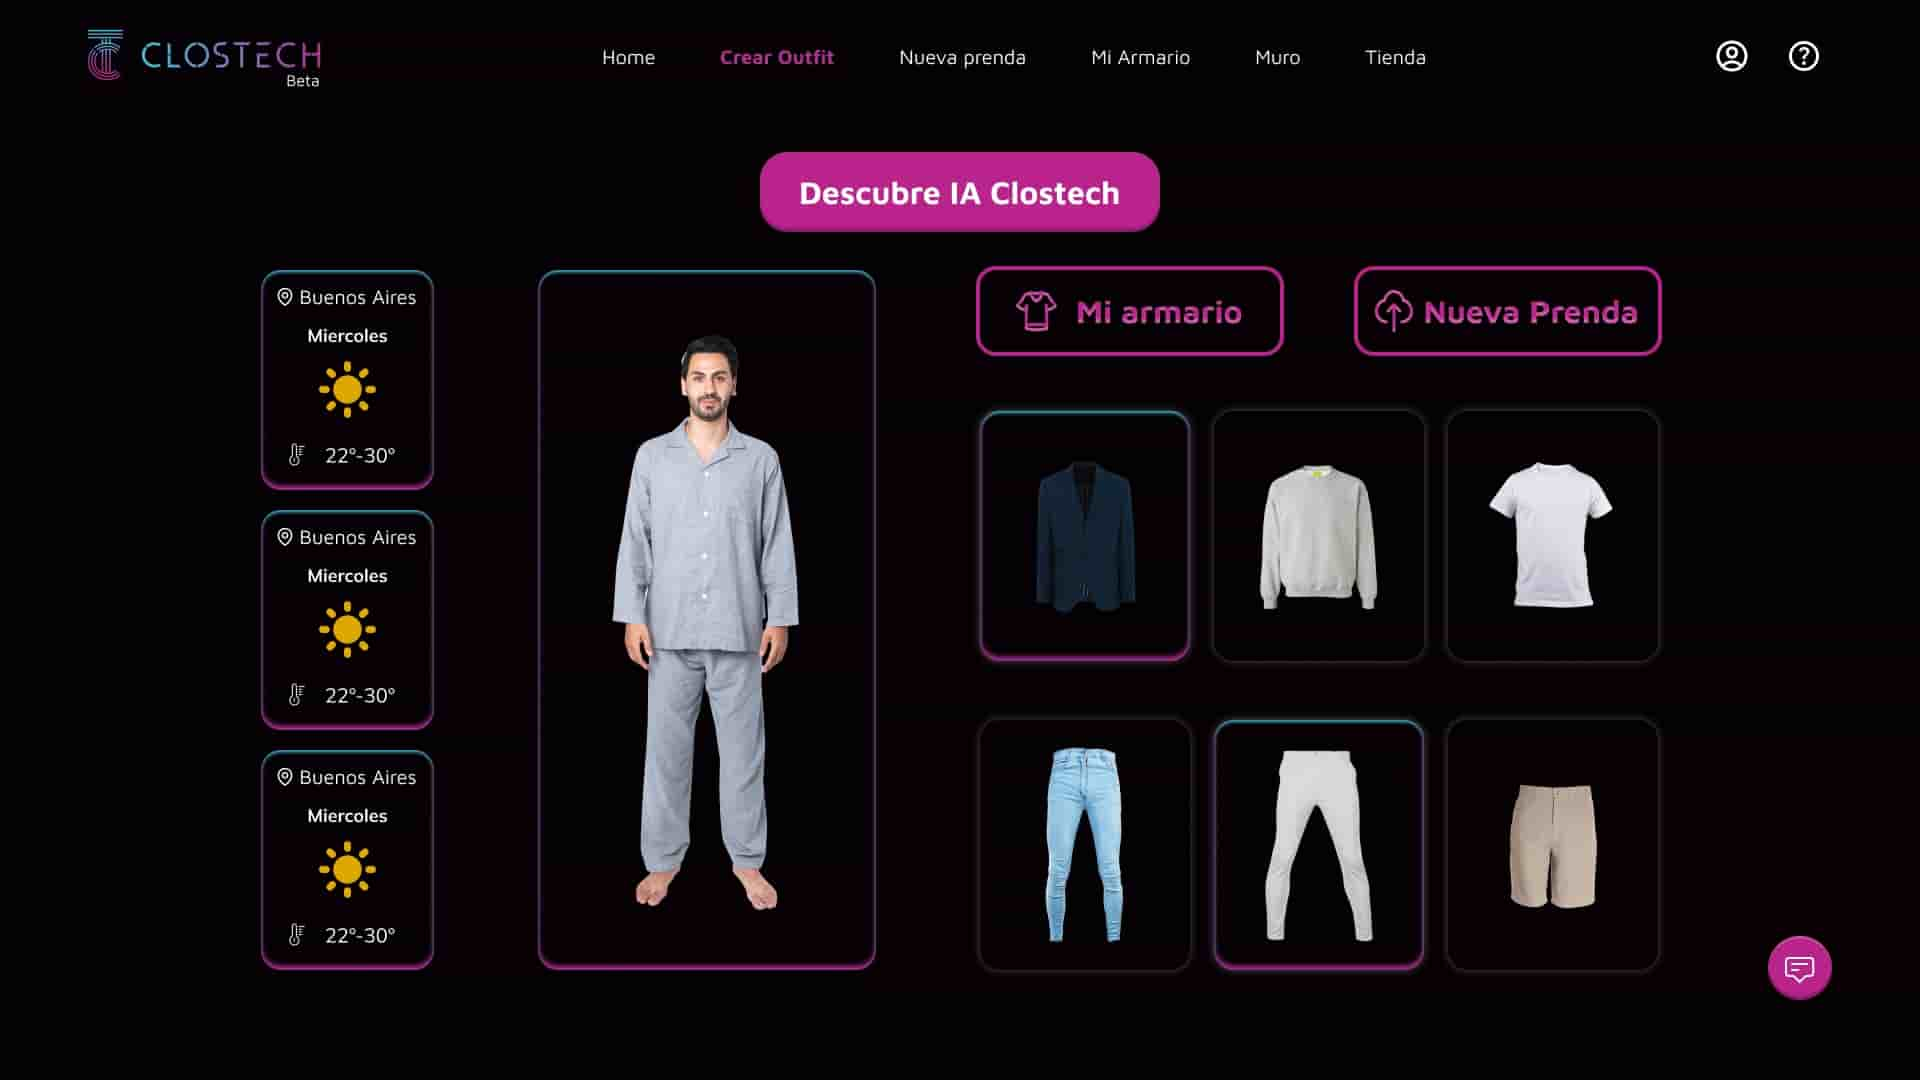 CLOSTECH
Beta
Home
Crear Outfit
Nueva prenda
Mi Armario
Muro
Tienda
Descubre IA Clostech
Buenos Aires
Miercoles
22°-30°
Buenos Aires
Miercoles
22°-30°
Buenos Aires
Miercoles
22°-30°
Mi armario
Nueva Prenda